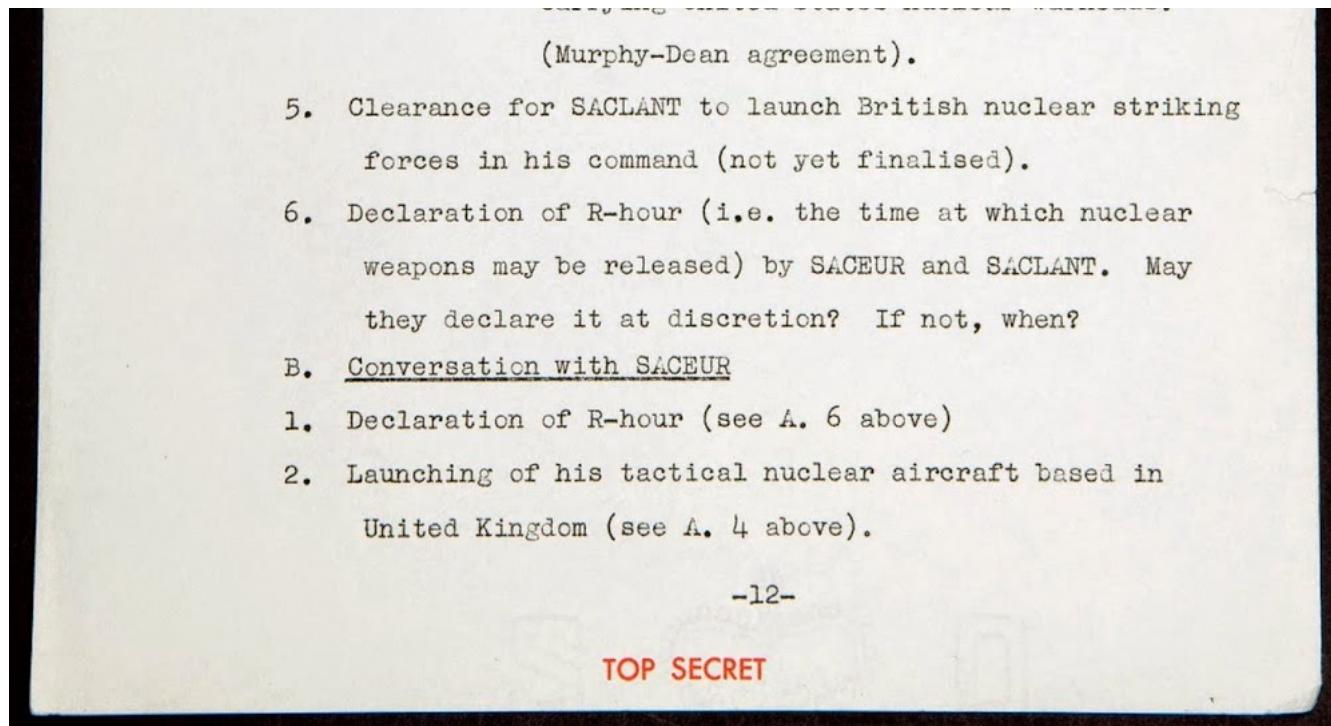 (Murphy-Dean agreement).
5. Clearance for SACLANT to launch British nuclear striking
forces in his command (not yet finalised).
6. Declaration of R-hour (i.e. the time at which nuclear
weapons may be released) by SACEUR and SACLANT. May
they declare it at discretion? If not, when?
B. Conversation with SACEUR
1. Declaration of R-hour (see A. 6 above)
2. Launching of his tactical nuclear aircraft based in
United Kingdom (see A. 4 above).
-12-
TOP SECRET